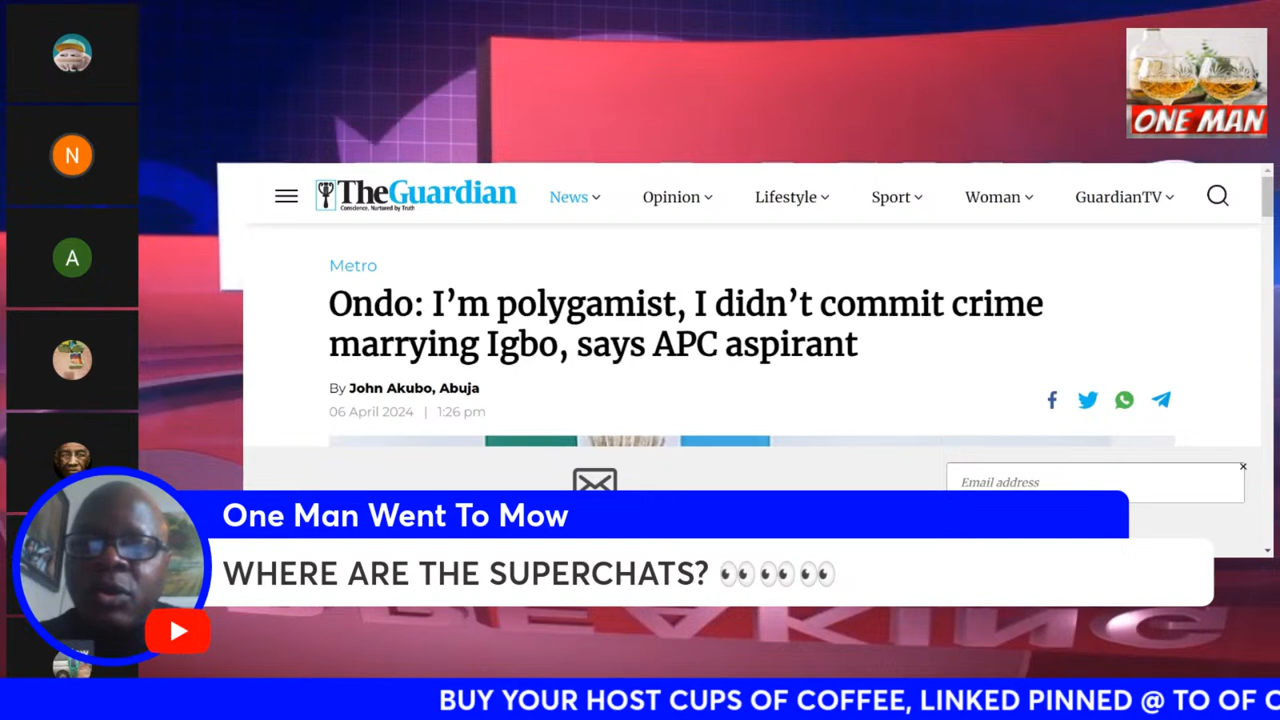 ONE MAN
N
A
TheGuardian
Conscience, Nurtured by Truth
News
Opinion
Lifestyle
Sport
Woman
GuardianTV
Metro
Ondo: I’m polygamist, I didn’t commit crime
marrying Igbo, says APC aspirant
By John Akubo, Abuja
06 April 2024 | 1:26 pm
Email address
One Man Went To Mow
WHERE ARE THE SUPERCHATS? 👀👀👀
BREAKING
BUY YOUR HOST CUPS OF COFFEE, LINKED PINNED @ TO OF C